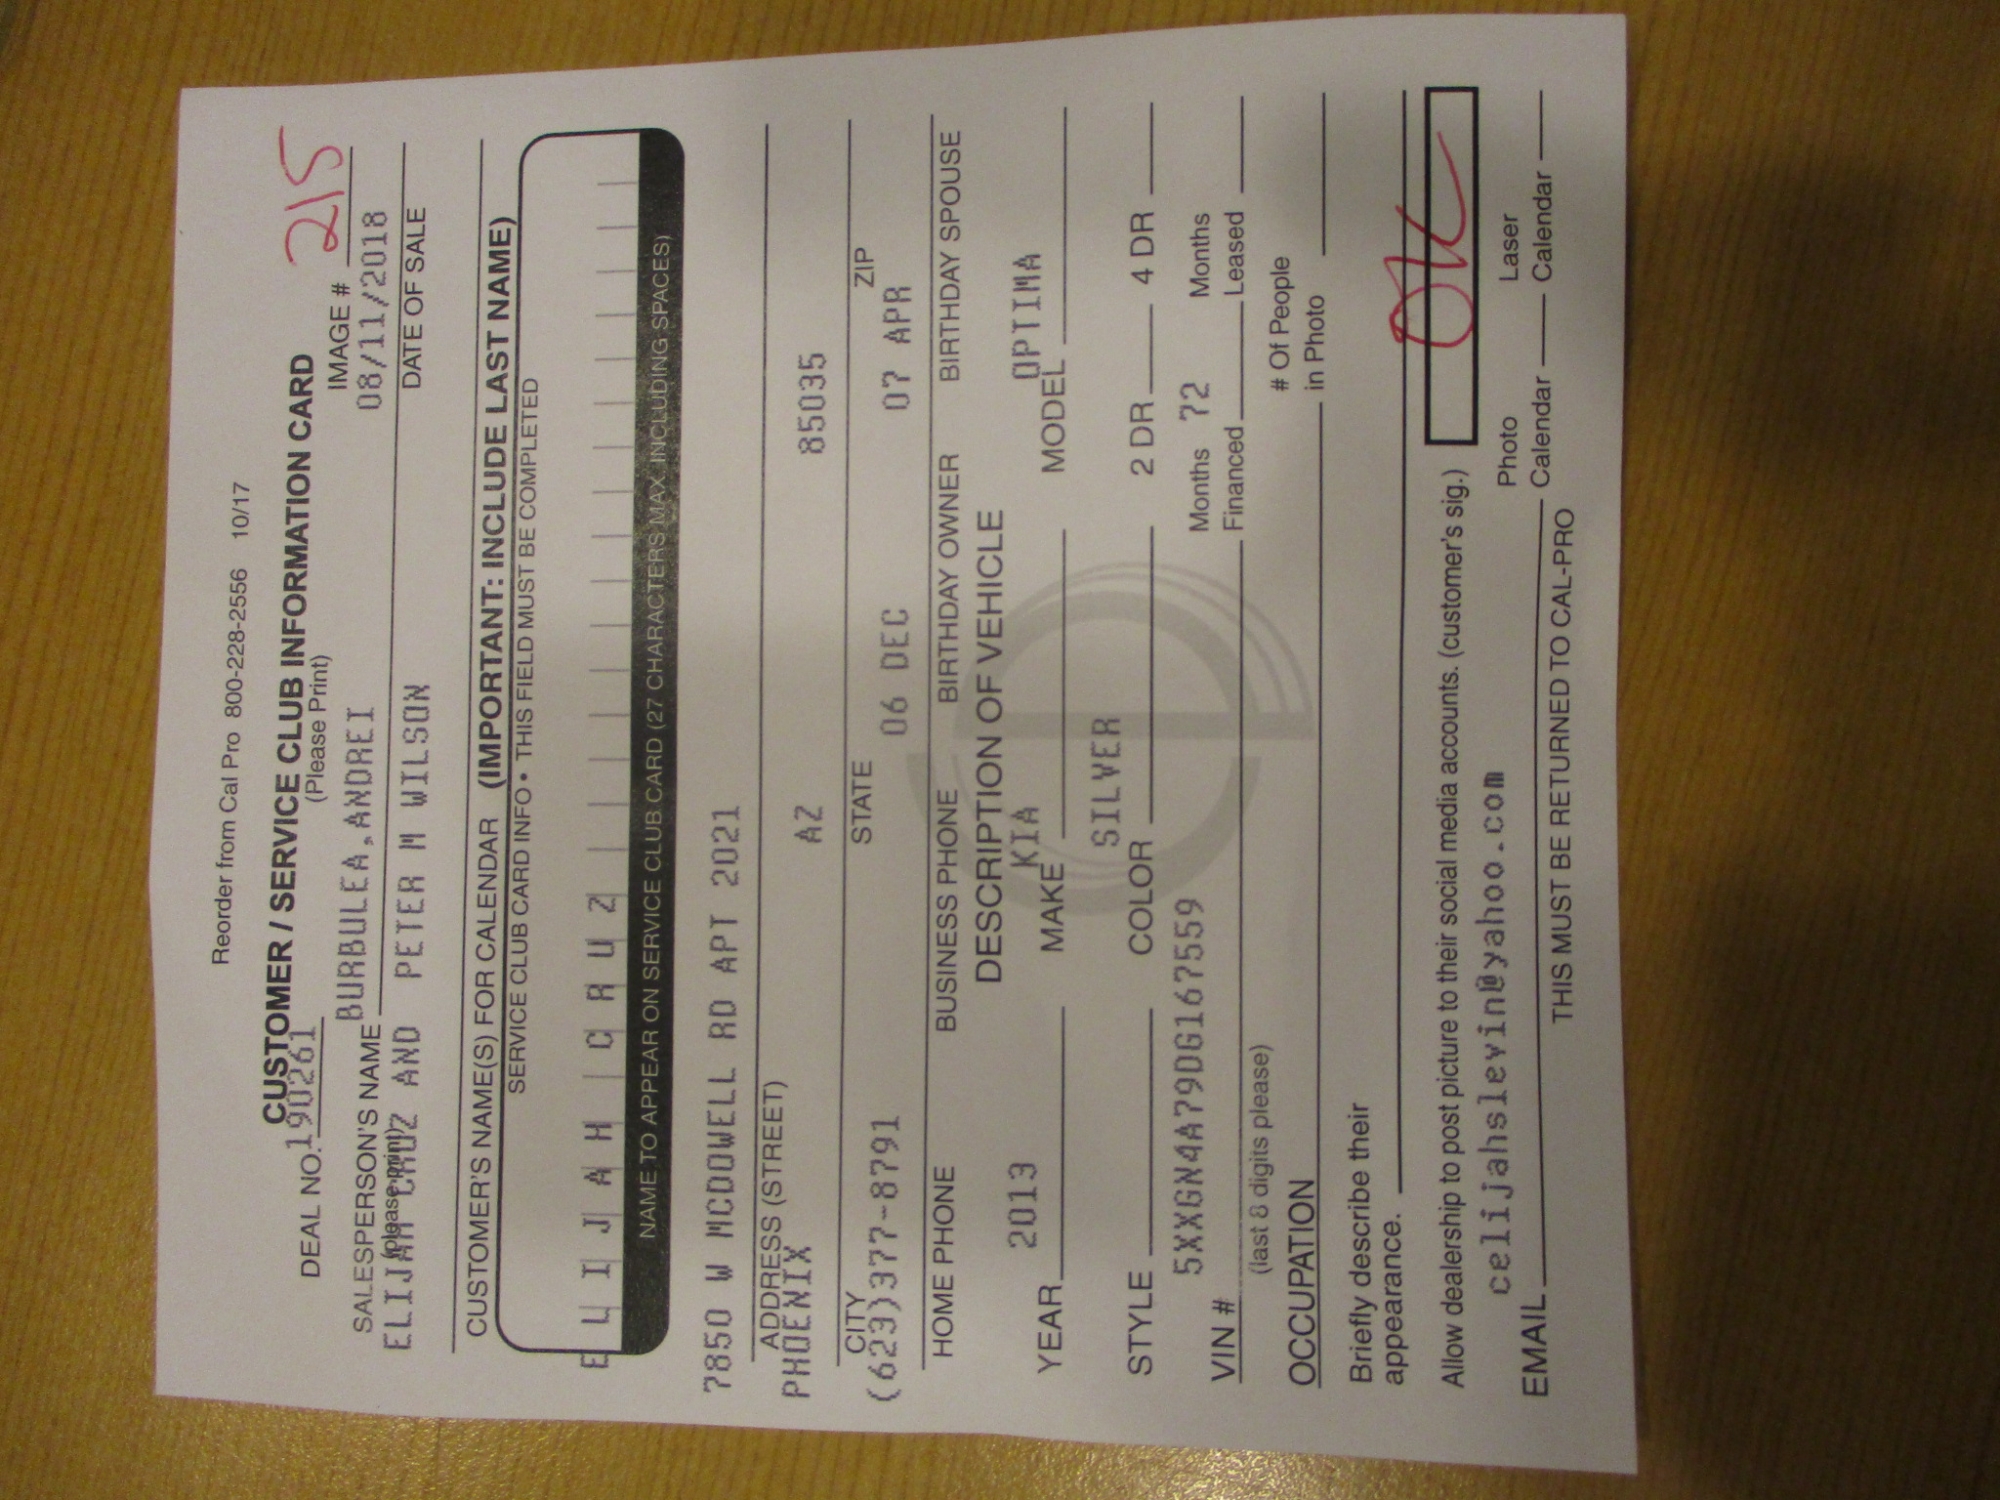 Reorder from Cal Pro 800-228-2556 10/17
CUSTOMER / SERVICE CLUB INFORMATION CARD
(Please Print)
DEAL NO. 190261 IMAGE # 215
SALESPERSON'S NAME BURBULEA,ANDREI 08/11/2018
(please print) DATE OF SALE
ELIJAH CRUZ AND PETER M WILSON
CUSTOMER'S NAME(S) FOR CALENDAR (IMPORTANT: INCLUDE LAST NAME)
SERVICE CLUB CARD INFO • THIS FIELD MUST BE COMPLETED
E L I J A H C R U Z
NAME TO APPEAR ON SERVICE CLUB CARD (27 CHARACTERS MAX. INCLUDING SPACES)
7850 W MCDOWELL RD APT 2021
ADDRESS (STREET)
PHOENIX AZ 85035
CITY STATE ZIP
(623)377-8791 06 DEC 07 APR
HOME PHONE BUSINESS PHONE BIRTHDAY OWNER BIRTHDAY SPOUSE
DESCRIPTION OF VEHICLE
YEAR 2013 MAKE KIA MODEL OPTIMA
STYLE COLOR SILVER 2 DR 4 DR
VIN # 5XXGN4A79DG167559 Months Financed 72 Months Leased
(last 8 digits please)
OCCUPATION # Of People in Photo
Briefly describe their
appearance.
Allow dealership to post picture to their social media accounts. (customer's sig.) OK
EMAIL celijahslevin@yahoo.com Photo Calendar Laser Calendar
THIS MUST BE RETURNED TO CAL-PRO